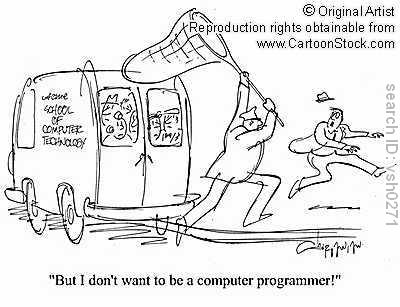 © Original Artist
Reproduction rights obtainable from
www.CartoonStock.com
Acme
SCHOOL
OF
COMPUTER
TECHNOLOGY
search ID: vsh0271
"But I don't want to be a computer programmer!"